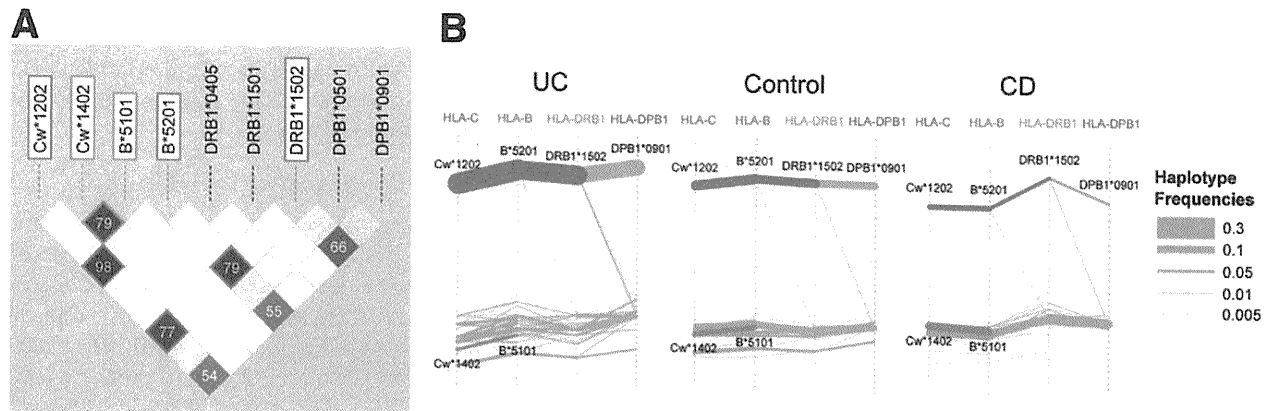 A
Cw*1202
Cw*1402
B*5101
B*5201
DRB1*0405
DRB1*1501
DRB1*1502
DPB1*0501
DPB1*0901
79
98
79
66
77
55
54
B
UC
HLA-C HLA-B HLA-DRB1 HLA-DPB1
Cw*1202 B*5201 DRB1*1502 DPB1*0901
Cw*1402 B*5101
Control
HLA-C HLA-B HLA-DRB1 HLA-DPB1
Cw*1202 B*5201 DRB1*1502 DPB1*0901
Cw*1402 B*5101
CD
HLA-C HLA-B HLA-DRB1 HLA-DPB1
Cw*1202 B*5201 DRB1*1502 DPB1*0901
Cw*1402 B*5101
Haplotype
Frequencies
0.3
0.1
0.05
0.01
0.005